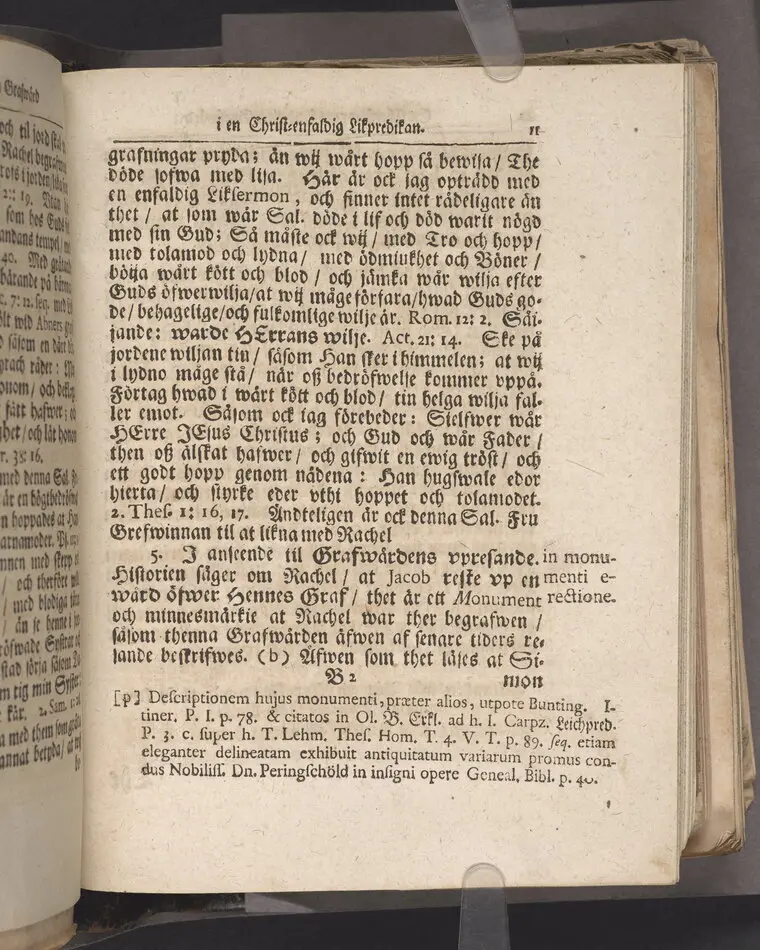 i en Christ-enfaldig Likpredikan. 11
grafningar pryda; än wij wårt hopp så bewisa / The
döde sofwa med lisa. Här är ock jag opträdd med
en enfaldig Liksermon, och finner intet rådeligare än
thet / at som wår Sal. döde i lif och död warit nögd
med sin Gud; Så måste ock wij / med Tro och hopp /
med tolamod och lydna / med ödmiukhet och Böner /
böija wårt kött och blod / och jämka wår wilja efter
Guds öfwerwilja / at wij måge förfara / hwad Guds go-
de / behagelige / och fulkomlige wilje är. Rom. 12: 2. Säi-
jande: warde HErrans wilje. Act. 21: 14. Ske på
jordene wiljan tin / såsom Han sker i himmelen; at wij
i lydno måge stå / når oß bedröfwelse kommer vppå.
Förtag hwad i wårt kött och blod / tin helga wilja fal-
ler emot. Såsom ock jag förebeder: Sielfwer wår
HErre JEsus Christus; och Gud och wår Fader /
then oß älskat hafwer / och gifwit en ewig tröst / och
ett godt hopp genom nådena: Han hugswale edor
hierta / och styrke eder vthi hoppet och tolamodet.
2. Thes. 1: 16, 17. Ändteligen är ock denna Sal. Fru
Grefwinnan til at likna med Rachel
5. J anseende til Grafwårdens vpresande.
Historien säger om Rachel / at Jacob reste vp en
wård öfwer Hennes Graf / thet är ett Monument
och minnesmärkie at Rachel war ther begrafwen /
såsom thenna Grafwården äfwen af senare tiders re-
sande beskrifwes. (b) Äfwen som thet läses at Si-
B 2 mon
in monu-
menti e-
rectione.
[p] Descriptionem hujus monumenti, præter alios, utpote Bunting. I-
tiner. P. I. p. 78. & citatos in Ol. B. Erkl. ad h. l. Carpz. Leichpred.
P. 3. c. super h. T. Lehm. Thes. Hom. T. 4. V. T. p. 89. seq. etiam
eleganter delineatam exhibuit antiquitatum variarum promus con-
dus Nobiliss. Dn. Peringschöld in insigni opere Geneal. Bibl. p. 40.